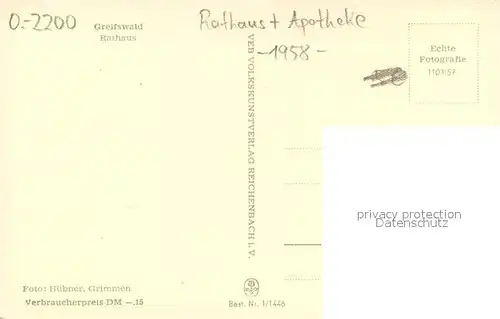 O.-2200
Greifswald
Rathaus
Rathaus + Apotheke
-1958-
Echte
Fotografie
VEB VOLKSKUNSTVERLAG REICHENBACH i. V.
privacy protection
Datenschutz
Foto: Hübner, Grimmen
Verbraucherpreis DM -.15
Best. Nr. 1/1448